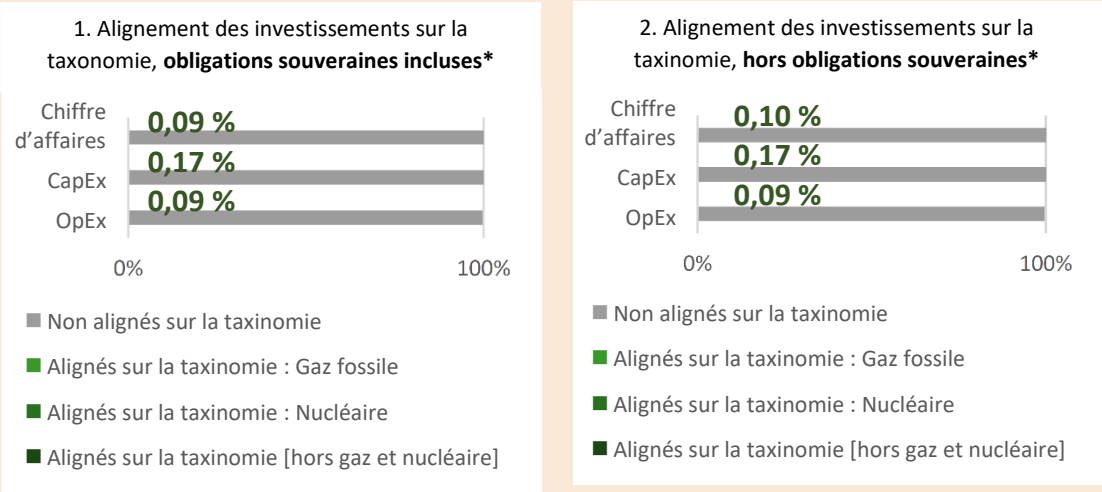 1. Alignement des investissements sur la
taxonomie, obligations souveraines incluses*
Chiffre
d'affaires
0,09 %
CapEx
0,17 %
OpEx
0,09 %
0%
100%
Non alignés sur la taxinomie
Alignés sur la taxinomie : Gaz fossile
Alignés sur la taxinomie : Nucléaire
Alignés sur la taxinomie [hors gaz et nucléaire]
2. Alignement des investissements sur la
taxinomie, hors obligations souveraines*
Chiffre
d'affaires
0,10 %
CapEx
0,17 %
OpEx
0,09 %
0%
100%
Non alignés sur la taxinomie
Alignés sur la taxinomie : Gaz fossile
Alignés sur la taxinomie : Nucléaire
Alignés sur la taxinomie [hors gaz et nucléaire]